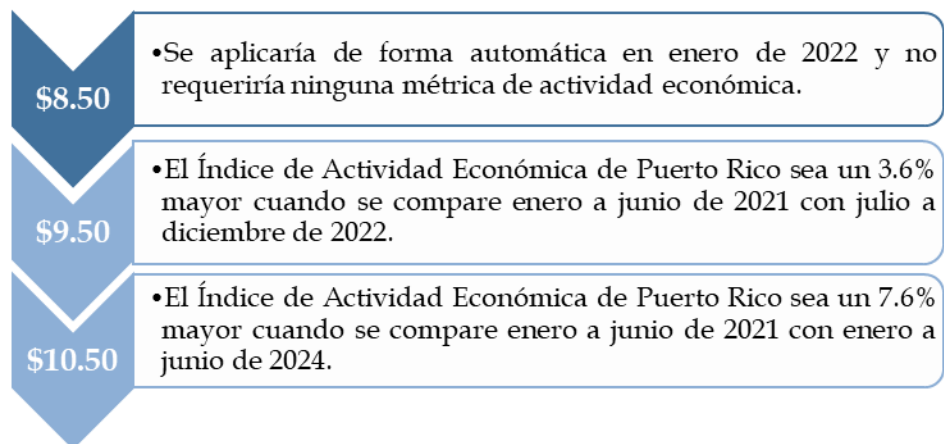 $8.50
•Se aplicaría de forma automática en enero de 2022 y no
requeriría ninguna métrica de actividad económica.
$9.50
•El Índice de Actividad Económica de Puerto Rico sea un 3.6%
mayor cuando se compare enero a junio de 2021 con julio a
diciembre de 2022.
$10.50
•El Índice de Actividad Económica de Puerto Rico sea un 7.6%
mayor cuando se compare enero a junio de 2021 con enero a
junio de 2024.